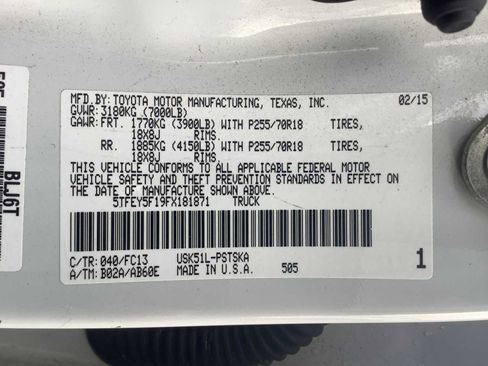 MFD.BY: TOYOTA MOTOR MANUFACTURING, TEXAS, INC. 02/15
GVWR: 3180KG (7000LB)
GAWR: FRT. 1770KG (3900LB) WITH P255/70R18 TIRES,
18X8J RIMS.
RR. 1885KG (4150LB) WITH P255/70R18 TIRES,
18X8J RIMS.
THIS VEHICLE CONFORMS TO ALL APPLICABLE FEDERAL MOTOR
VEHICLE SAFETY AND THEFT PREVENTION STANDARDS IN EFFECT
ON THE DATE OF MANUFACTURE SHOWN ABOVE.
5TFEY5F19FX181871 TRUCK
C/TR: 040/FC13 USK51L-PSTSKA
A/TM: B02A/AB60E MADE IN U.S.A. 505 1
BLJ6T